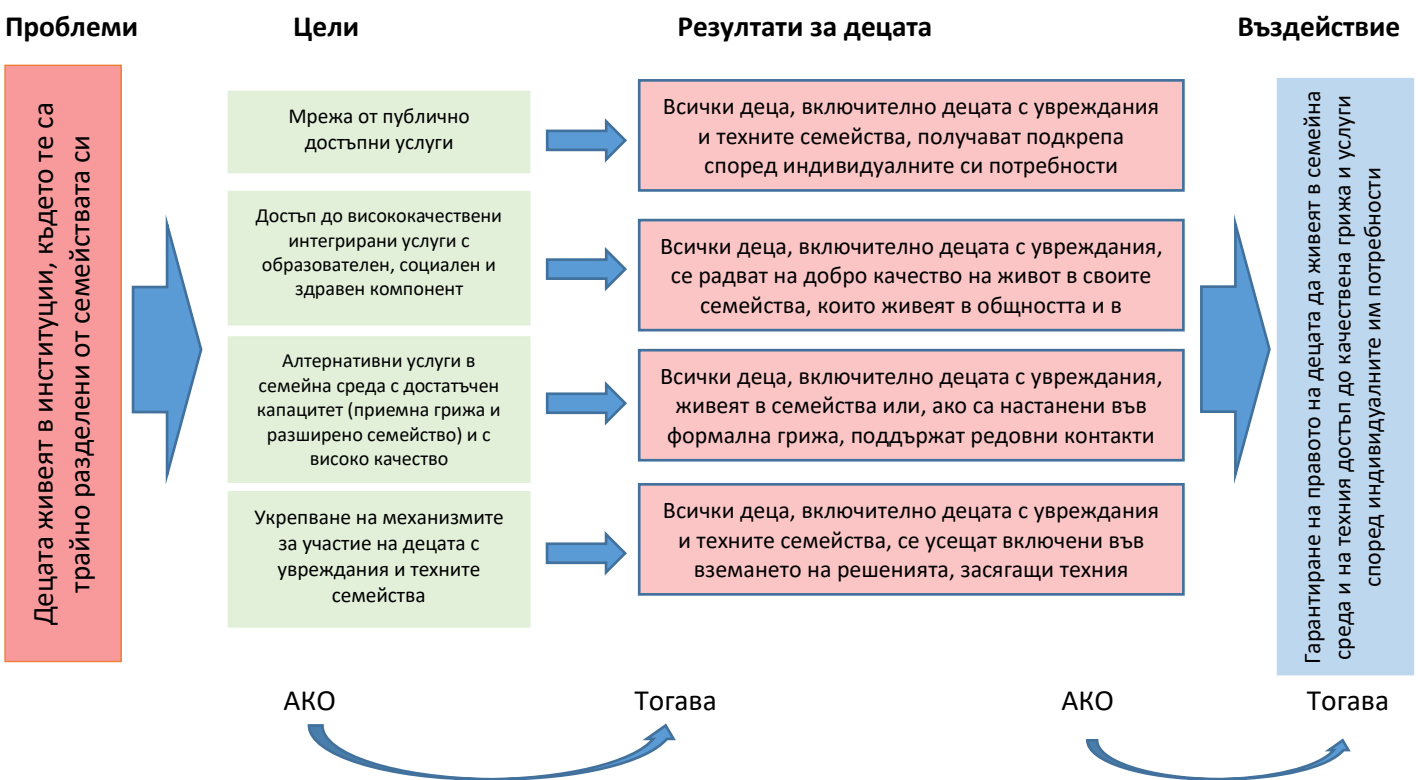 Проблеми
Цели
Резултати за децата
Въздействие
Децата живеят в институции, където те са
трайно разделени от семействата си
Мрежа от публично
достъпни услуги
Всички деца, включително децата с увреждания
и техните семейства, получават подкрепа
според индивидуалните си потребности
Достъп до висококачествени
интегрирани услуги с
образователен, социален и
здравен компонент
Всички деца, включително децата с увреждания,
се радват на добро качество на живот в своите
семейства, които живеят в общността и в
Алтернативни услуги в
семейна среда с достатъчен
капацитет (приемна грижа и
разширено семейство) и с
високо качество
Всички деца, включително децата с увреждания,
живеят в семейства или, ако са настанени във
формална грижа, поддържат редовни контакти
Укрепване на механизмите
за участие на децата с
увреждания и техните
семейства
Всички деца, включително децата с увреждания
и техните семейства, се усещат включени във
вземането на решенията, засягащи техния
Гарантиране на правото на децата да живеят в семейна
среда и на техния достъп до качествена грижа и услуги
според индивидуалните им потребности
АКО
Тогава
АКО
Тогава